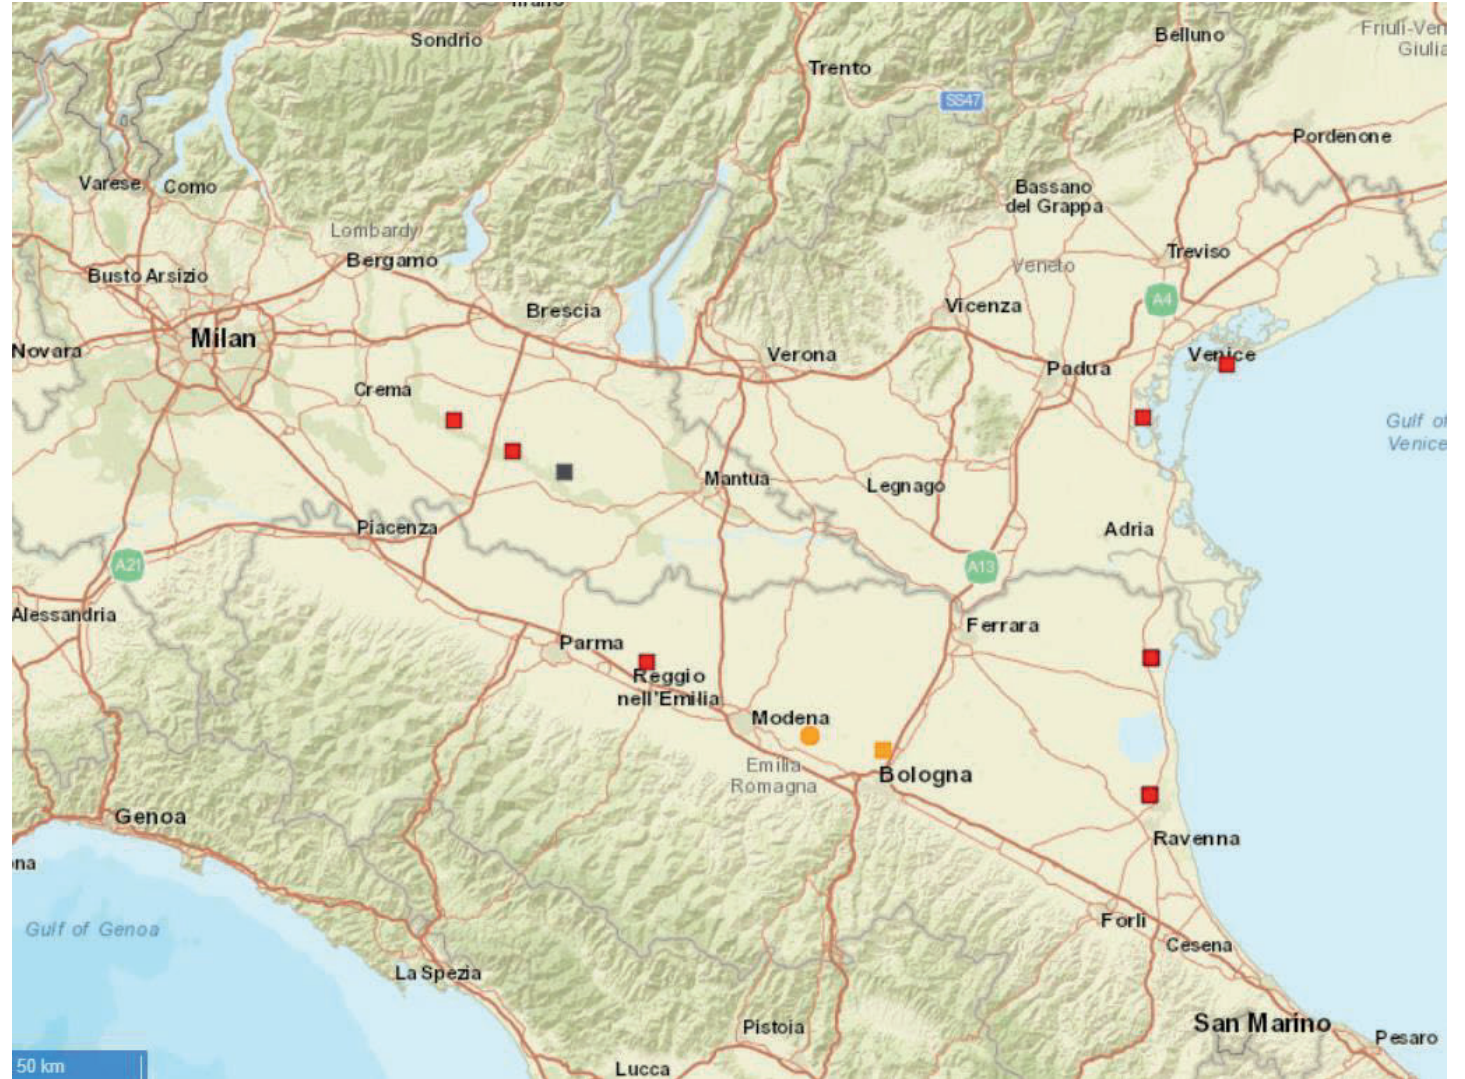 Sondrio
Belluno
Friuli-Ven
Giulia
Trento
SS47
Pordenone
Varese
Como
Bassano
del Grappa
Lombardy
Bergamo
Treviso
Veneto
Busto Arsizio
A4
Brescia
Vicenza
Milan
Novara
Verona
Venice
Padua
Crema
Gulf of
Venice
Mantua
Legnago
Piacenza
Adria
A21
A13
Alessandria
Ferrara
Parma
Reggio
nell'Emilia
Modena
Emilia
Romagna
Bologna
Genoa
Ravenna
na
Forlì
Gulf of Genoa
Cesena
La Spezia
San Marino
Pistoia
Pesaro
50 km
Lucca